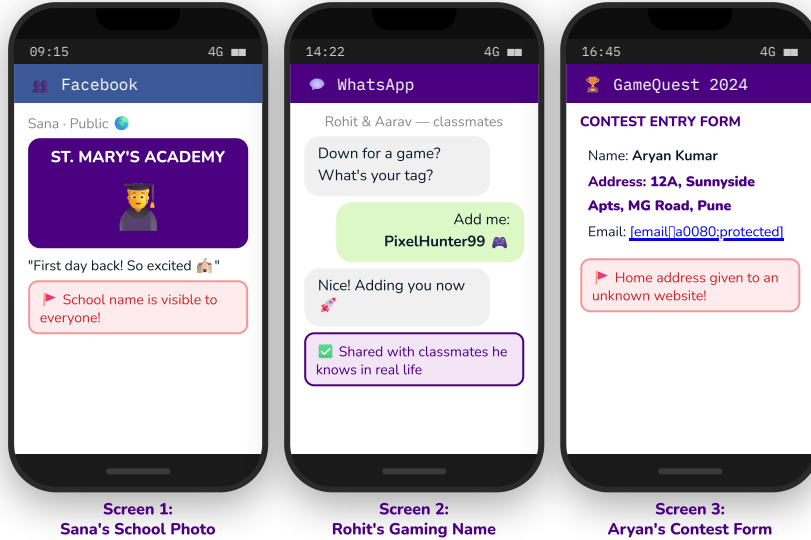 09:15 4G
Facebook
Sana · Public
ST. MARY'S ACADEMY
"First day back! So excited "
School name is visible to
everyone!
Screen 1:
Sana's School Photo
14:22 4G
WhatsApp
Rohit & Aarav — classmates
Down for a game?
What's your tag?
Add me:
PixelHunter99
Nice! Adding you now
Shared with classmates he
knows in real life
Screen 2:
Rohit's Gaming Name
16:45 4G
GameQuest 2024
CONTEST ENTRY FORM
Name: Aryan Kumar
Address: 12A, Sunnyside
Apts, MG Road, Pune
Email: [email▯a0080;protected]
Home address given to an
unknown website!
Screen 3:
Aryan's Contest Form